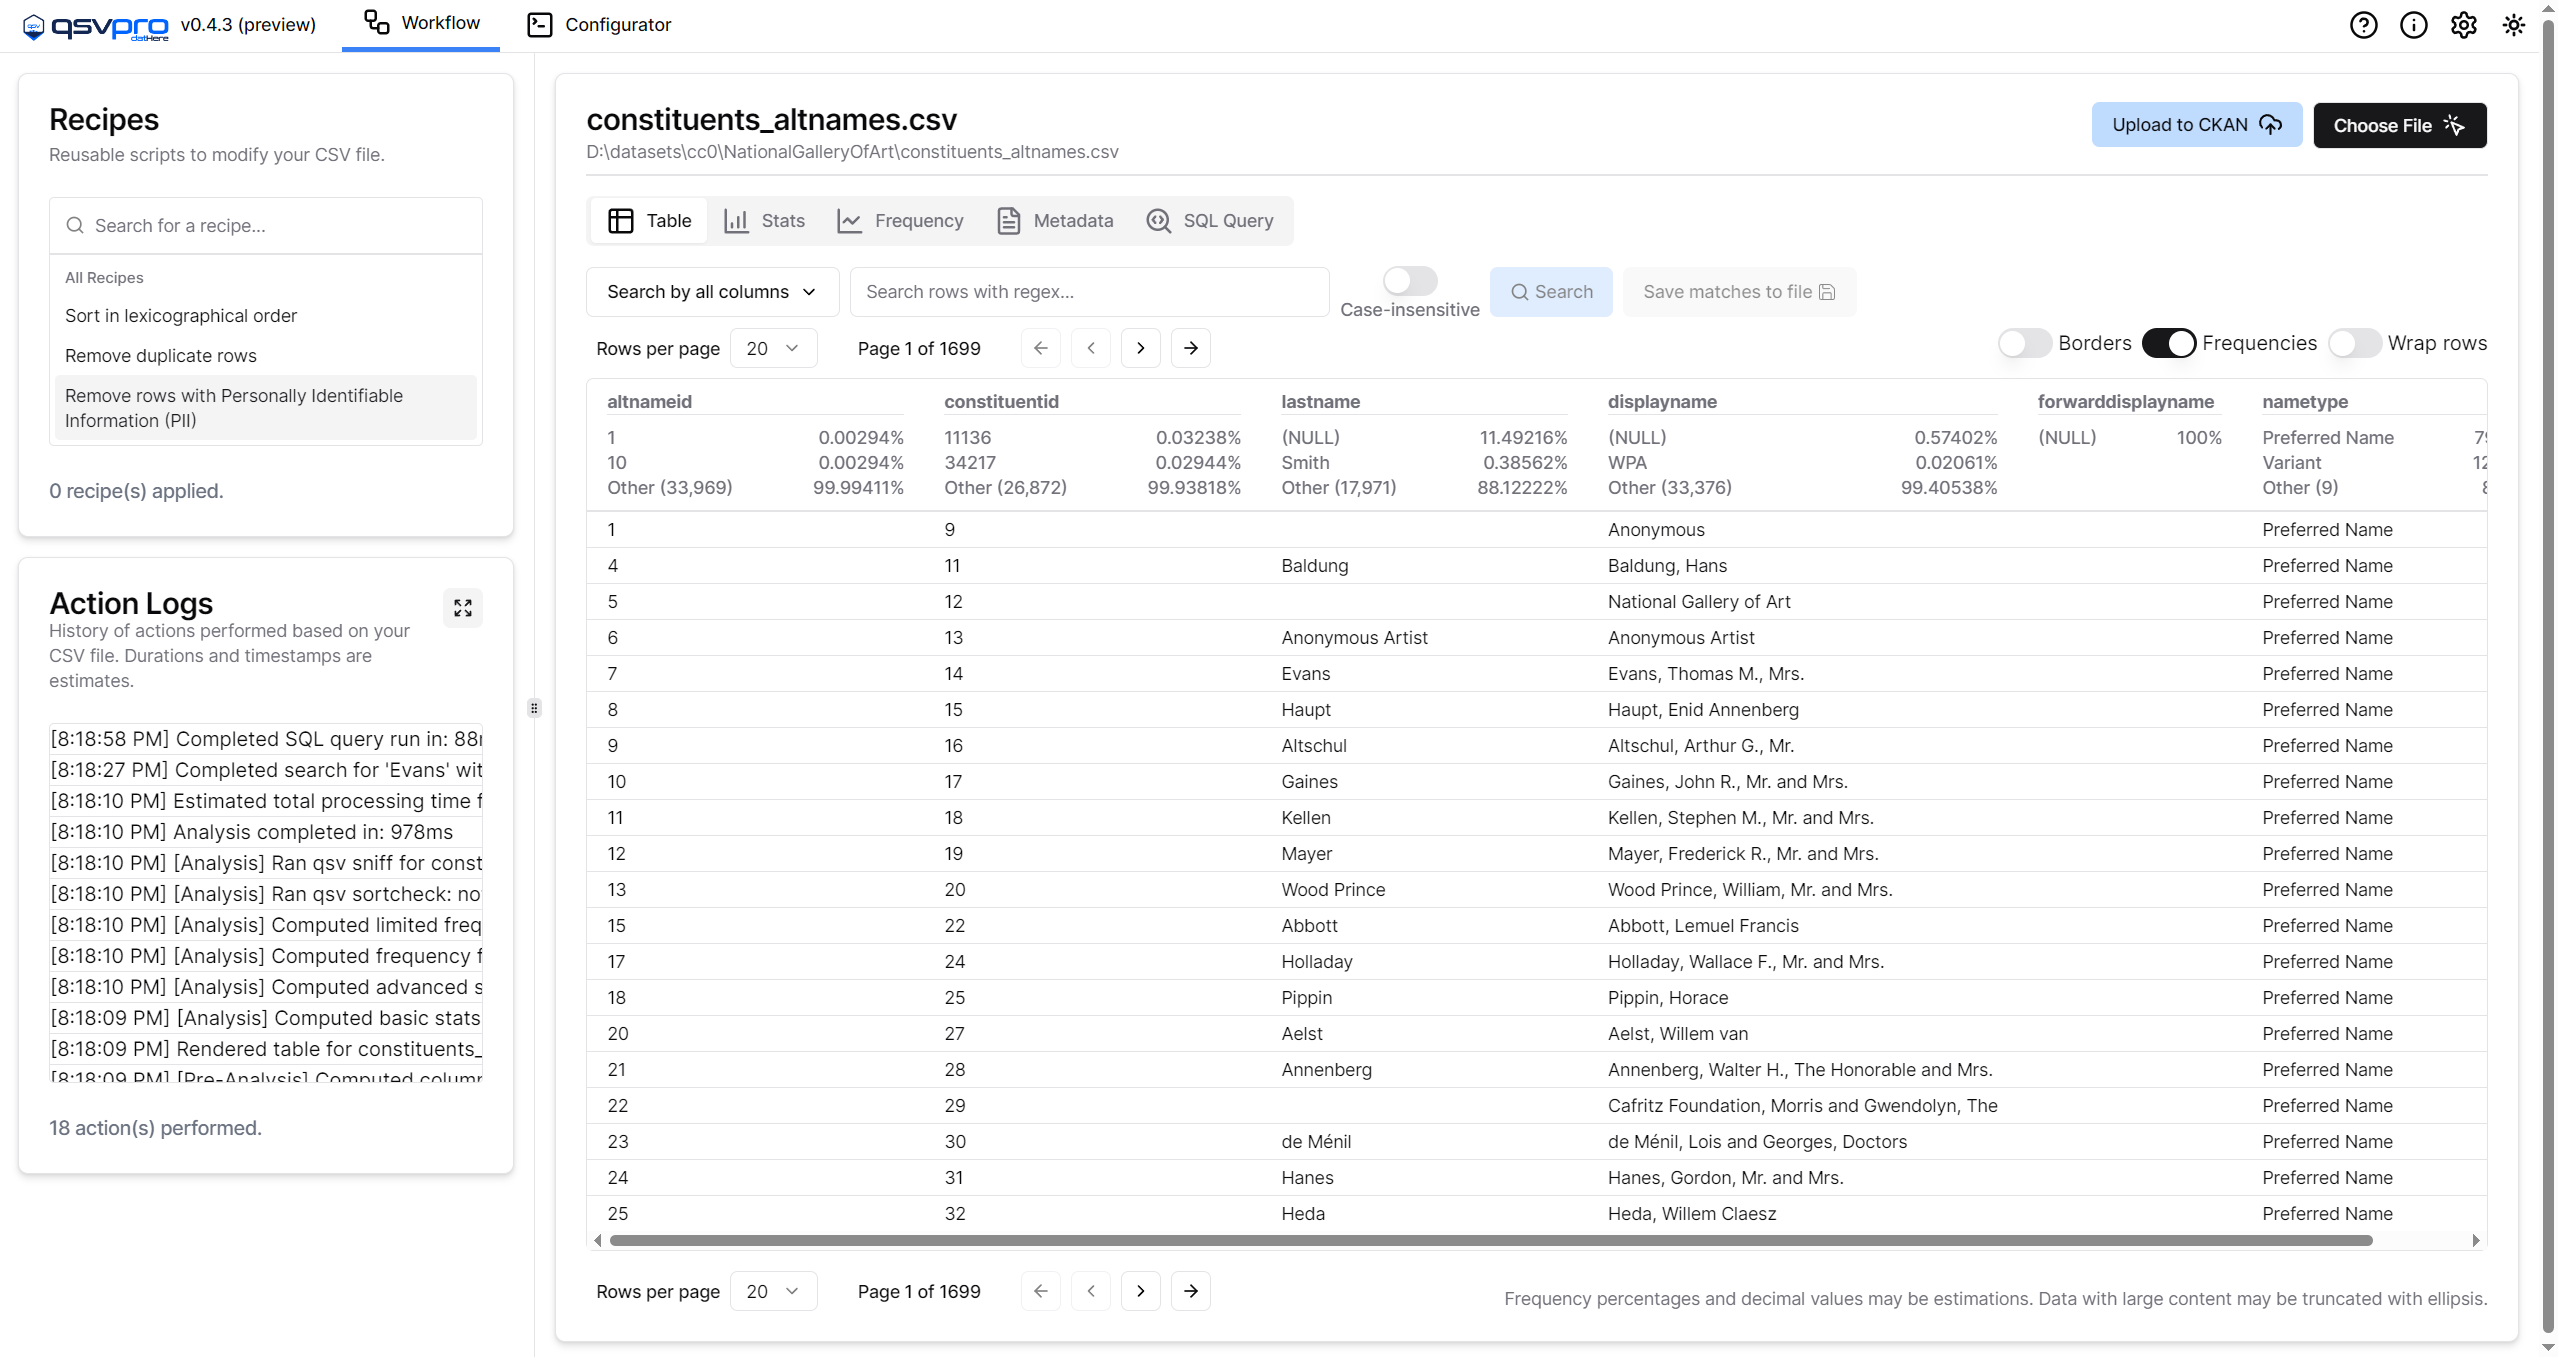 qsvpro
datHere
v0.4.3 (preview)
Workflow
Configurator
Recipes
Reusable scripts to modify your CSV file.
Search for a recipe...
All Recipes
Sort in lexicographical order
Remove duplicate rows
Remove rows with Personally Identifiable
Information (PII)
0 recipe(s) applied.
Action Logs
History of actions performed based on your
CSV file. Durations and timestamps are
estimates.
[8:18:58 PM] Completed SQL query run in: 88
[8:18:27 PM] Completed search for 'Evans' wit
[8:18:10 PM] Estimated total processing time f
[8:18:10 PM] Analysis completed in: 978ms
[8:18:10 PM] [Analysis] Ran qsv sniff for const
[8:18:10 PM] [Analysis] Ran qsv sortcheck: no
[8:18:10 PM] [Analysis] Computed limited freq
[8:18:10 PM] [Analysis] Computed frequency f
[8:18:10 PM] [Analysis] Computed advanced s
[8:18:09 PM] [Analysis] Computed basic stats
[8:18:09 PM] Rendered table for constituents_
[8:18:09 PM] [Pre-Analysis] Computed colum
18 action(s) performed.
constituents_altnames.csv
D:\datasets\cc0\NationalGalleryOfArt\constituents_altnames.csv
Upload to CKAN
Choose File
Table Stats Frequency Metadata SQL Query
Search by all columns
Search rows with regex...
Case-insensitive
Search
Save matches to file
Rows per page 20 Page 1 of 1699
Borders Frequencies Wrap rows
altnameid constituentid lastname displayname forwarddisplayname nametype
1 0.00294% 11136 0.03238% (NULL) 11.49216% (NULL) 0.57402% (NULL) 100% Preferred Name
10 0.00294% 34217 0.02944% Smith 0.38562% WPA 0.02061% Variant 12
Other (33,969) 99.99411% Other (26,872) 99.93818% Other (17,971) 88.12222% Other (33,376) 99.40538% Other (9)
1 9 Anonymous Preferred Name
4 11 Baldung Baldung, Hans Preferred Name
5 12 National Gallery of Art Preferred Name
6 13 Anonymous Artist Anonymous Artist Preferred Name
7 14 Evans Evans, Thomas M., Mrs. Preferred Name
8 15 Haupt Haupt, Enid Annenberg Preferred Name
9 16 Altschul Altschul, Arthur G., Mr. Preferred Name
10 17 Gaines Gaines, John R., Mr. and Mrs. Preferred Name
11 18 Kellen Kellen, Stephen M., Mr. and Mrs. Preferred Name
12 19 Mayer Mayer, Frederick R., Mr. and Mrs. Preferred Name
13 20 Wood Prince Wood Prince, William, Mr. and Mrs. Preferred Name
15 22 Abbott Abbott, Lemuel Francis Preferred Name
17 24 Holladay Holladay, Wallace F., Mr. and Mrs. Preferred Name
18 25 Pippin Pippin, Horace Preferred Name
20 27 Aelst Aelst, Willem van Preferred Name
21 28 Annenberg Annenberg, Walter H., The Honorable and Mrs. Preferred Name
22 29 Cafritz Foundation, Morris and Gwendolyn, The Preferred Name
23 30 de Ménil de Ménil, Lois and Georges, Doctors Preferred Name
24 31 Hanes Hanes, Gordon, Mr. and Mrs. Preferred Name
25 32 Heda Heda, Willem Claesz Preferred Name
Rows per page 20 Page 1 of 1699
Frequency percentages and decimal values may be estimations. Data with large content may be truncated with ellipsis.